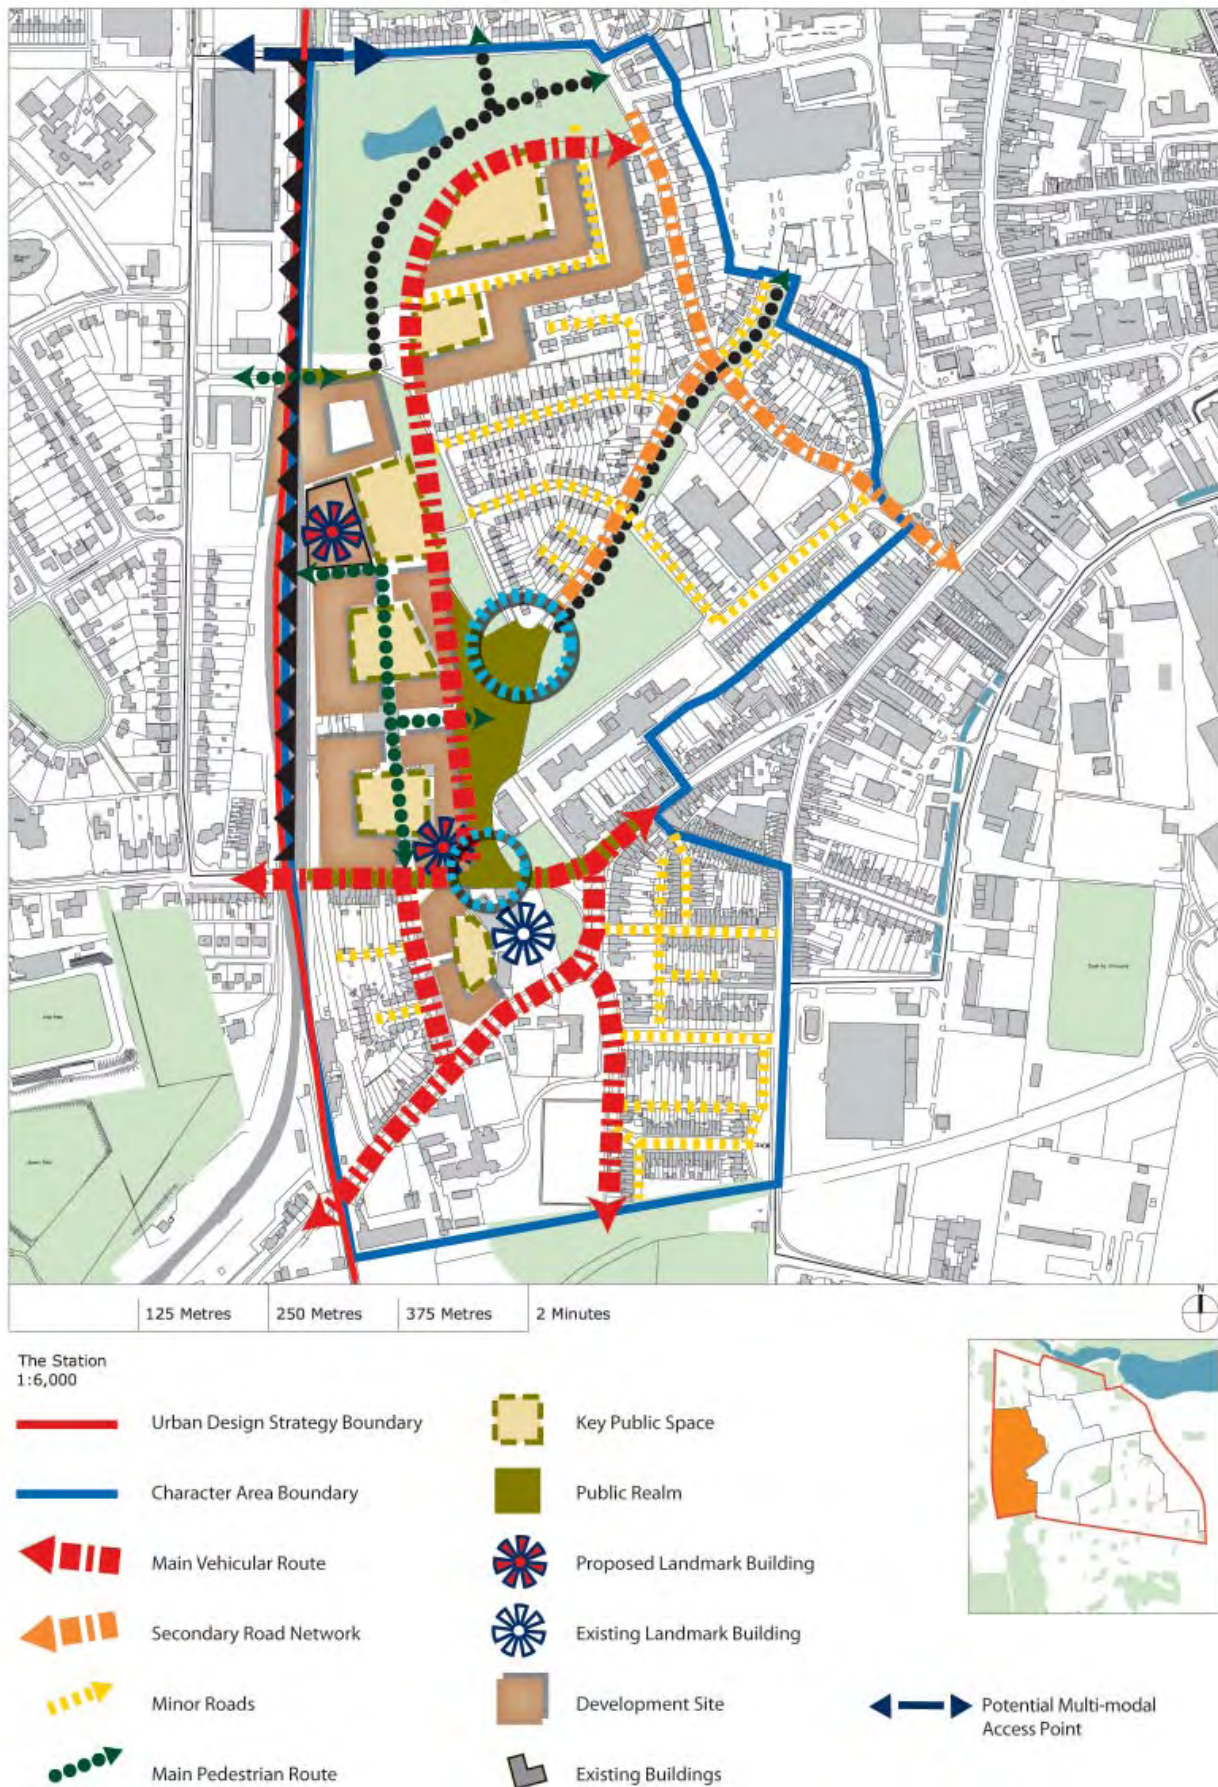 125 Metres
250 Metres
375 Metres
2 Minutes
N
The Station
1:6,000
Urban Design Strategy Boundary
Key Public Space
Character Area Boundary
Public Realm
Main Vehicular Route
Proposed Landmark Building
Secondary Road Network
Existing Landmark Building
Minor Roads
Development Site
Potential Multi-modal
Access Point
Main Pedestrian Route
Existing Buildings